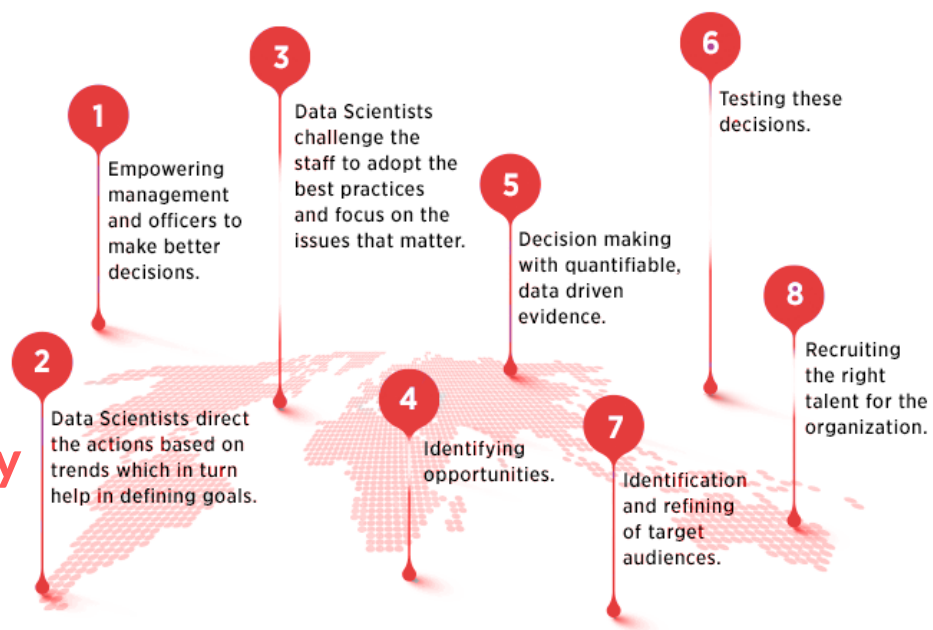 1
Empowering
management
and officers to
make better
decisions.
2
Data Scientists direct
the actions based on
trends which in turn
help in defining goals.
3
Data Scientists
challenge the
staff to adopt the
best practices
and focus on the
issues that matter.
4
Identifying
opportunities.
5
Decision making
with quantifiable,
data driven
evidence.
6
Testing these
decisions.
7
Identification
and refining
of target
audiences.
8
Recruiting
the right
talent for the
organization.
y